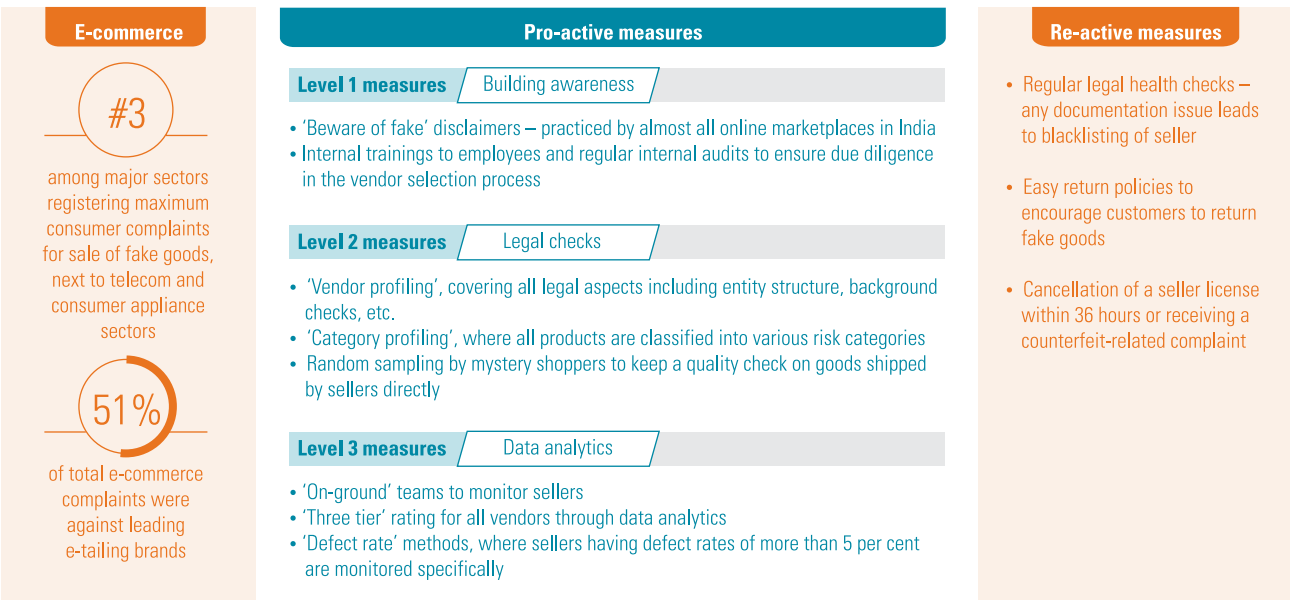 E-commerce
#3
among major sectors
registering maximum
consumer complaints
for sale of fake goods,
next to telecom and
consumer appliance
sectors
51%
of total e-commerce
complaints were
against leading
e-tailing brands
Pro-active measures
Level 1 measures Building awareness
• 'Beware of fake' disclaimers – practiced by almost all online marketplaces in India
• Internal trainings to employees and regular internal audits to ensure due diligence
in the vendor selection process
Level 2 measures Legal checks
• 'Vendor profiling', covering all legal aspects including entity structure, background
checks, etc.
• 'Category profiling', where all products are classified into various risk categories
• Random sampling by mystery shoppers to keep a quality check on goods shipped
by sellers directly
Level 3 measures Data analytics
• 'On-ground' teams to monitor sellers
• 'Three tier' rating for all vendors through data analytics
• 'Defect rate' methods, where sellers having defect rates of more than 5 per cent
are monitored specifically
Re-active measures
• Regular legal health checks –
any documentation issue leads
to blacklisting of seller
• Easy return policies to
encourage customers to return
fake goods
• Cancellation of a seller license
within 36 hours or receiving a
counterfeit-related complaint